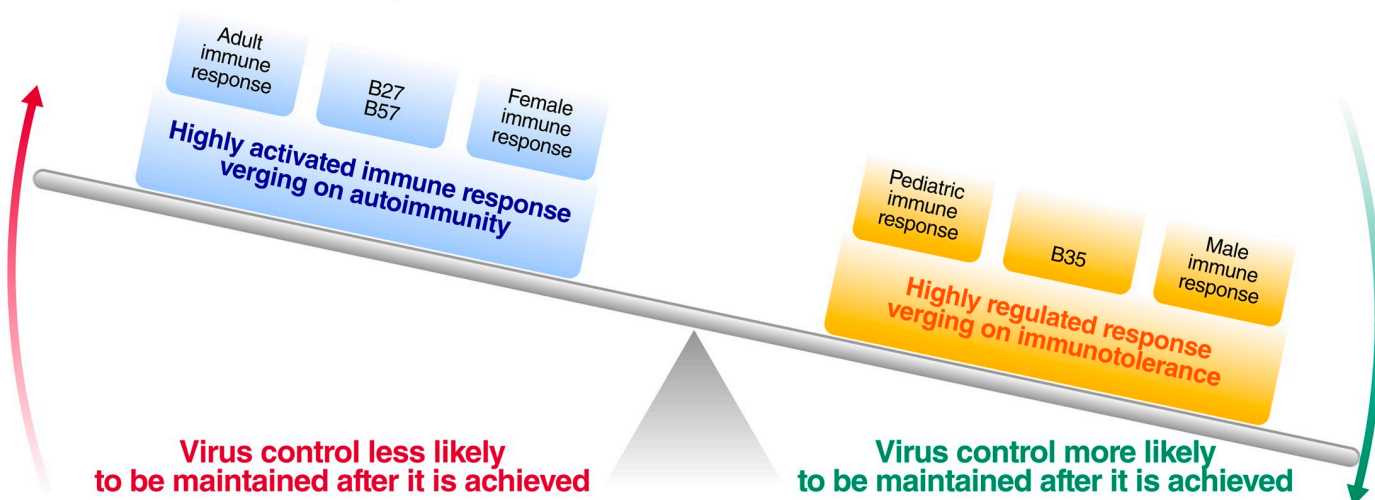 Adult
immune
response
B27
B57
Female
immune
response
Highly activated immune response
verging on autoimmunity
Pediatric
immune
response
B35
Male
immune
response
Highly regulated response
verging on immunotolerance
Virus control less likely
to be maintained after it is achieved
Virus control more likely
to be maintained after it is achieved